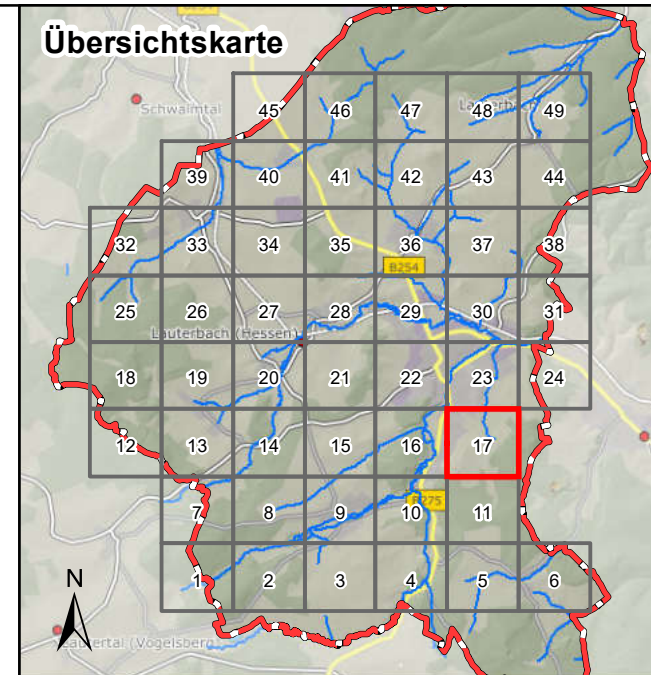 Übersichtskarte
Schwalmtal
45 46 47 48 49
39 40 41 42 43 44
32 33 34 35 36 37 38
B254
25 26 27 28 29 30 31
Lauterbach (Hessen)
18 19 20 21 22 23 24
12 13 14 15 16 17
B275
7 8 9 10 11
N
1 2 3 4 5 6
(Vogelsberg)